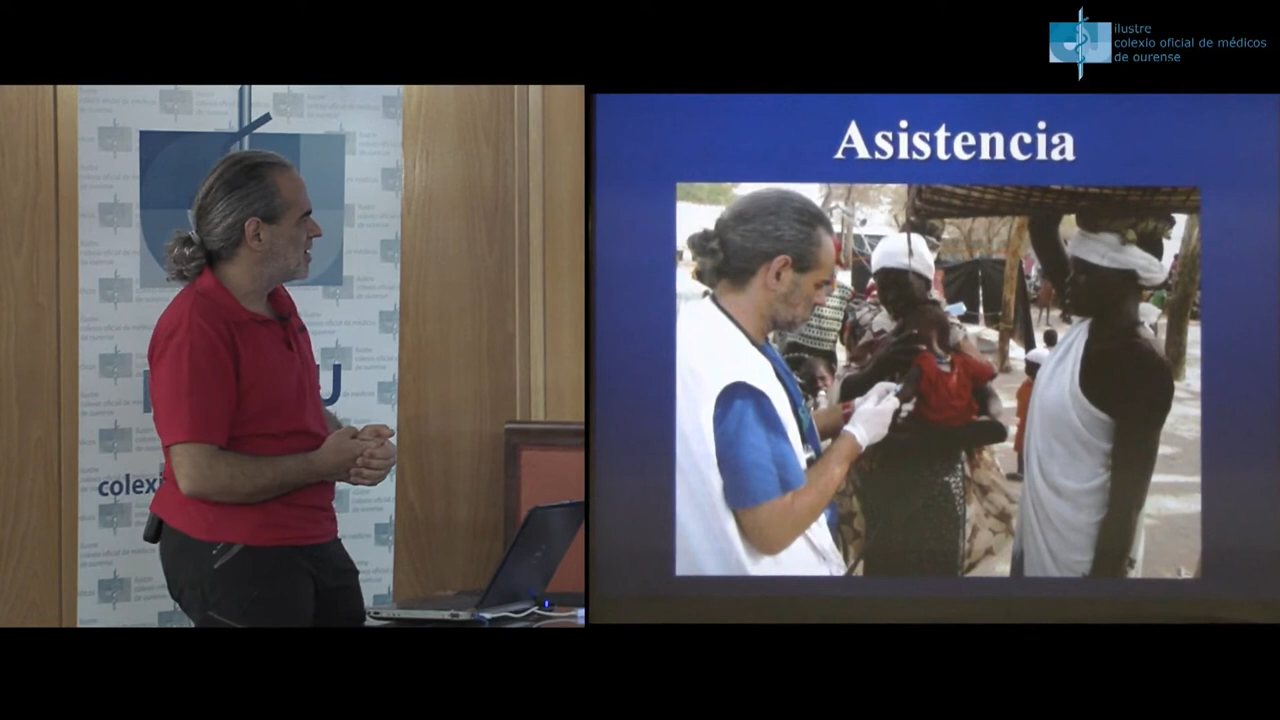 ilustre
colexio oficial de médicos
de ourense
Asistencia
colexi